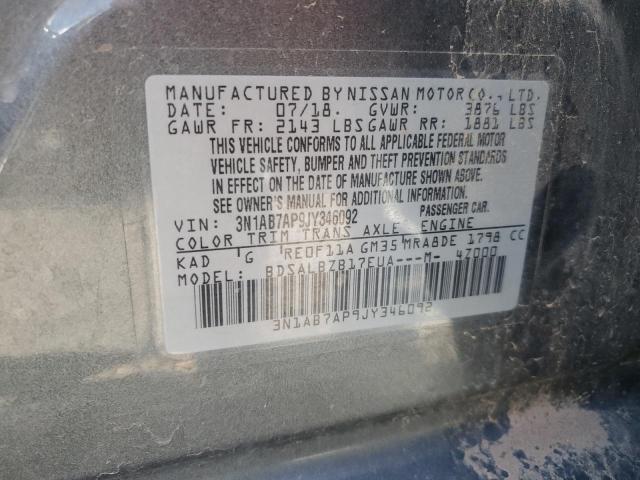 MANUFACTURED BY NISSAN MOTOR CO., LTD.
DATE: 07/18. GVWR: 3876 LBS
GAWR FR: 2143 LBS GAWR RR: 1881 LBS
THIS VEHICLE CONFORMS TO ALL APPLICABLE FEDERAL MOTOR
VEHICLE SAFETY, BUMPER AND THEFT PREVENTION STANDARDS
IN EFFECT ON THE DATE OF MANUFACTURE SHOWN ABOVE.
SEE OWNER'S MANUAL FOR ADDITIONAL INFORMATION.
VIN: 3N1AB7AP9JY346092 PASSENGER CAR.
COLOR TRIM TRANS AXLE ENGINE
KAD G RE0F11A GM35 MRA8DE 1798 CC
MODEL: BDSALBZB17EUA---M- 4Z000
3N1AB7AP9JY346092